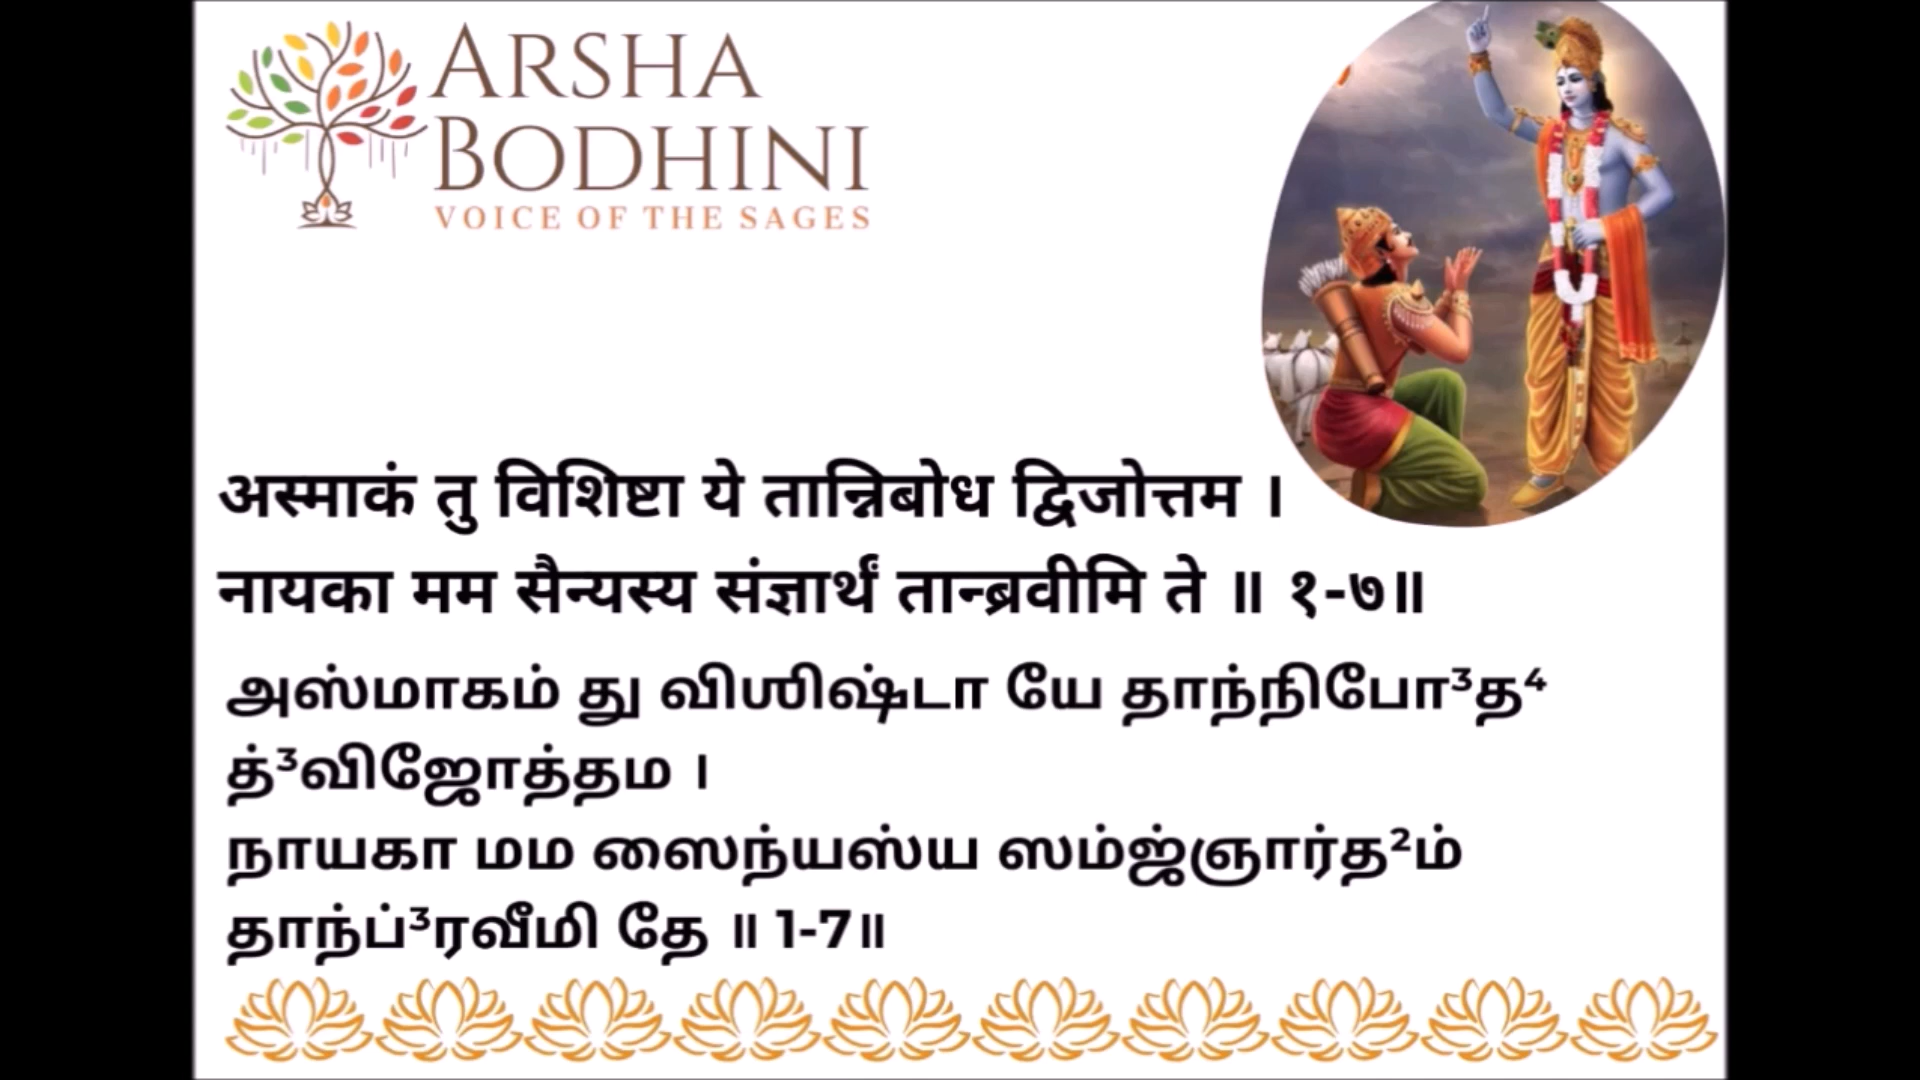 ARSHA
BODHINI
VOICE OF THE SAGES
अस्माकं तु विशिष्टा ये तान्निबोध द्विजोत्तम ।
नायका मम सैन्यस्य संज्ञार्थं तान्ब्रवीमि ते ॥ १-७॥
அஸ்மாகம் து விஶிஷ்டா யே தாந்நிபோ³த⁴
த்³விஜோத்தம ।
நாயகா மம ஸைந்யஸ்ய ஸம்ஜ்ஞார்த²ம்
தாந்ப்³ரவீமி தே ॥ 1-7॥